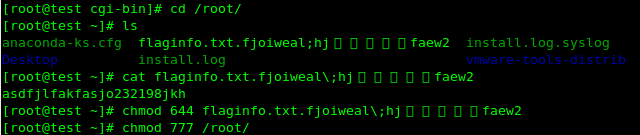 [root@test cgi-bin]# cd /root/
[root@test ~]# ls
anaconda-ks.cfg  flaginfo.txt.fjoiweal;hj□□□□□faew2  install.log.syslog
Desktop          install.log                         vmware-tools-distrib
[root@test ~]# cat flaginfo.txt.fjoiweal\;hj□□□□□faew2
asdfjlfakfasjo232198jkh
[root@test ~]# chmod 644 flaginfo.txt.fjoiweal\;hj□□□□□faew2
[root@test ~]# chmod 777 /root/